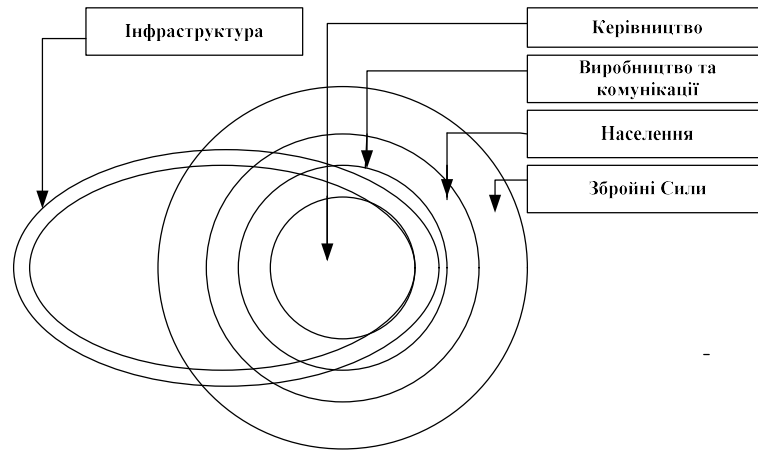 Інфраструктура
Керівництво
Виробництво та
комунікації
Населення
Збройні Сили